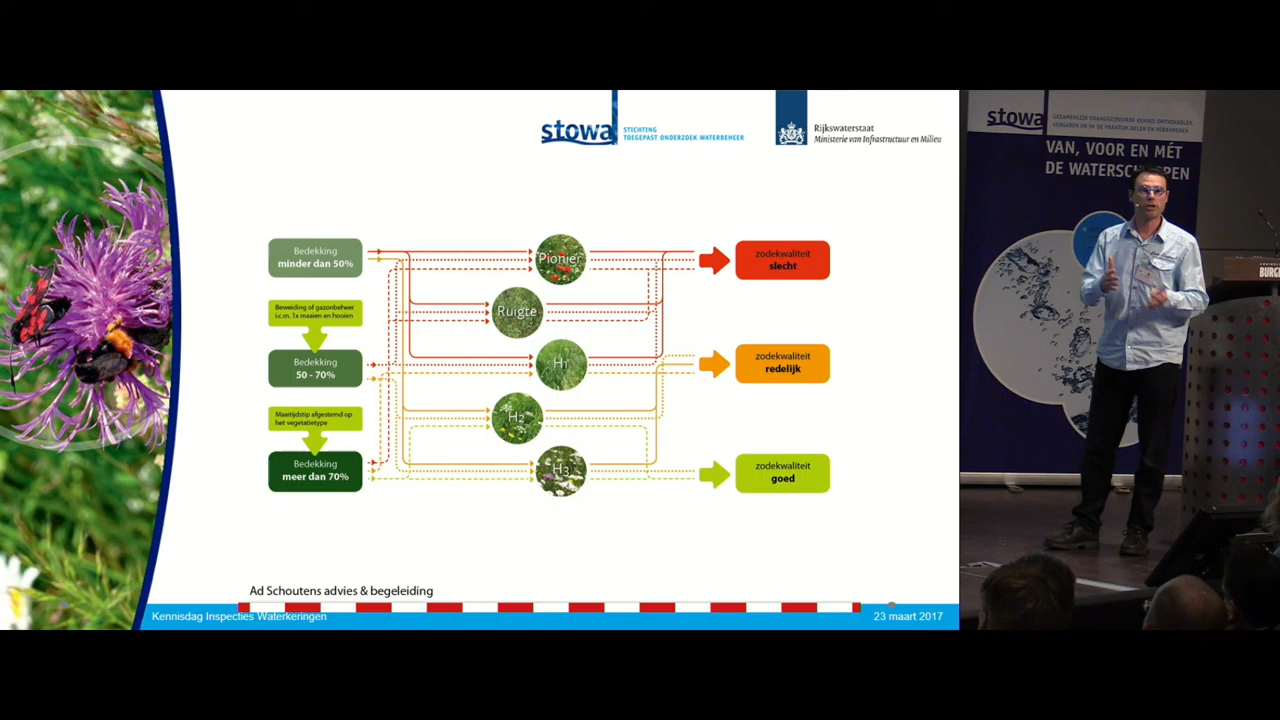 stowa
STICHTING
TOEGEPAST ONDERZOEK WATERBEHEER
Rijkswaterstaat
Ministerie van Infrastructuur en Milieu
Bedekking
minder dan 50%
Beweiding of gazonbeheer
i.c.m. 1x maaien en hooien
Bedekking
50 - 70%
Maaitijdstip afgestemd op
het vegetatietype
Bedekking
meer dan 70%
Pionier
Ruigte
H1
H2
H3
zodekwaliteit
slecht
zodekwaliteit
redelijk
zodekwaliteit
goed
Ad Schoutens advies & begeleiding
Kennisdag Inspecties Waterkeringen
23 maart 2017
stowa
VAN, VOOR EN MÉT
DE WATERSCH PEN
BURG